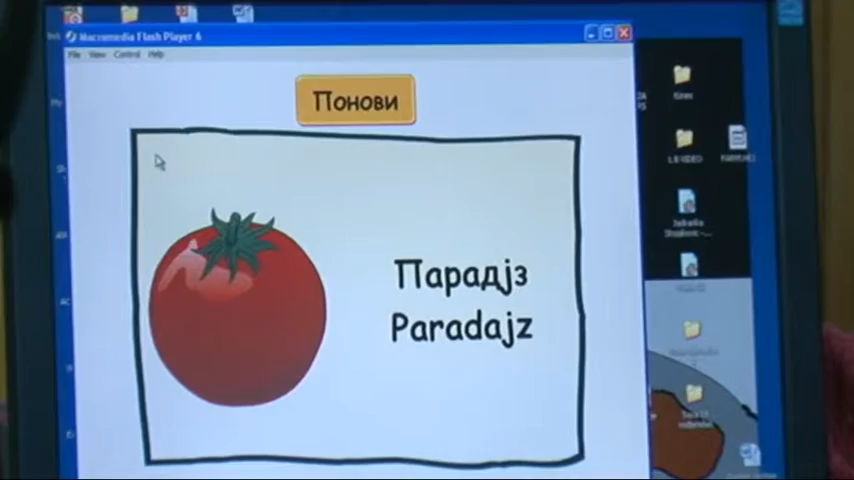 Macromedia Flash Player 6
File View Control Help
Понови
Парадјз
Paradajz